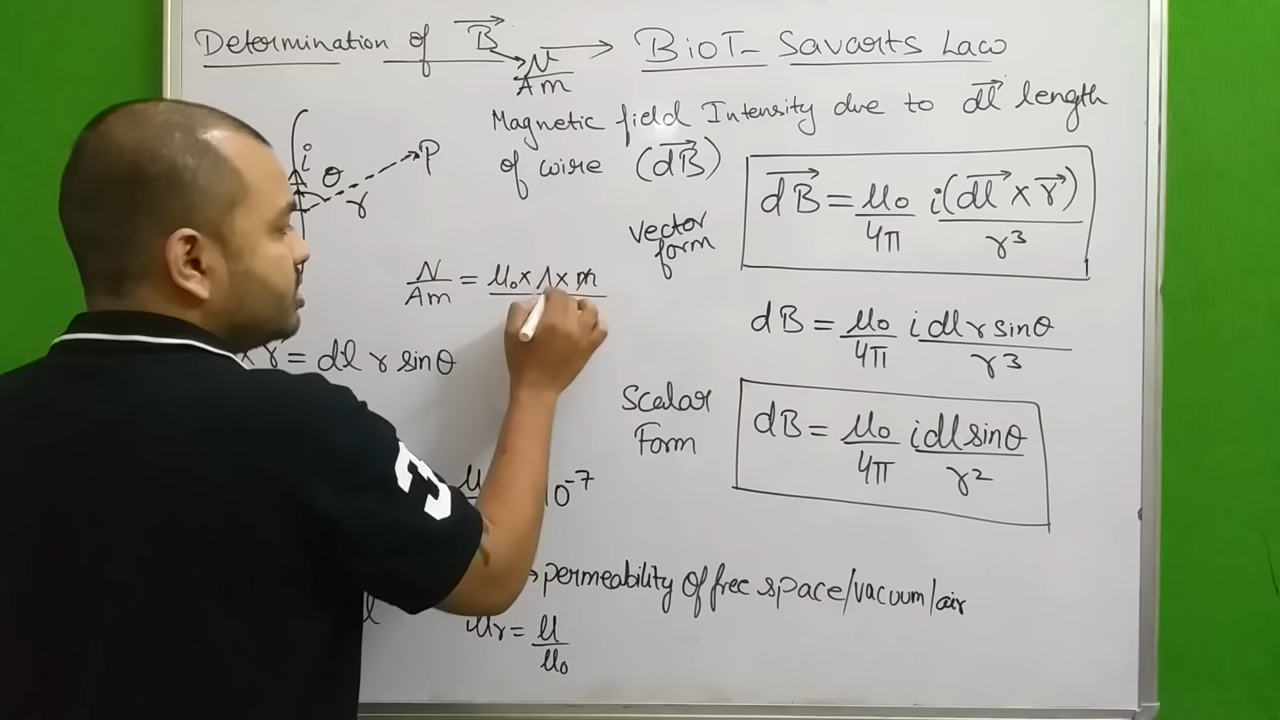 Determination of B⃗ N/Am → BioT- Savarts Law
Magnetic field Intensity due to dl⃗ length
of wire (dB⃗)
i θ r P
vector form
dB⃗ = μ₀/4π i(dl⃗ × r⃗)/r³
N/Am = μ₀ × A × m
dB = μ₀/4π i dl r sinθ/r³
× r = dl r sinθ
Scalar Form
dB = μ₀/4π i dl sinθ/r²
10⁻⁷
→ permeability of free space/vacuum/air
μr = μ/μ₀
3